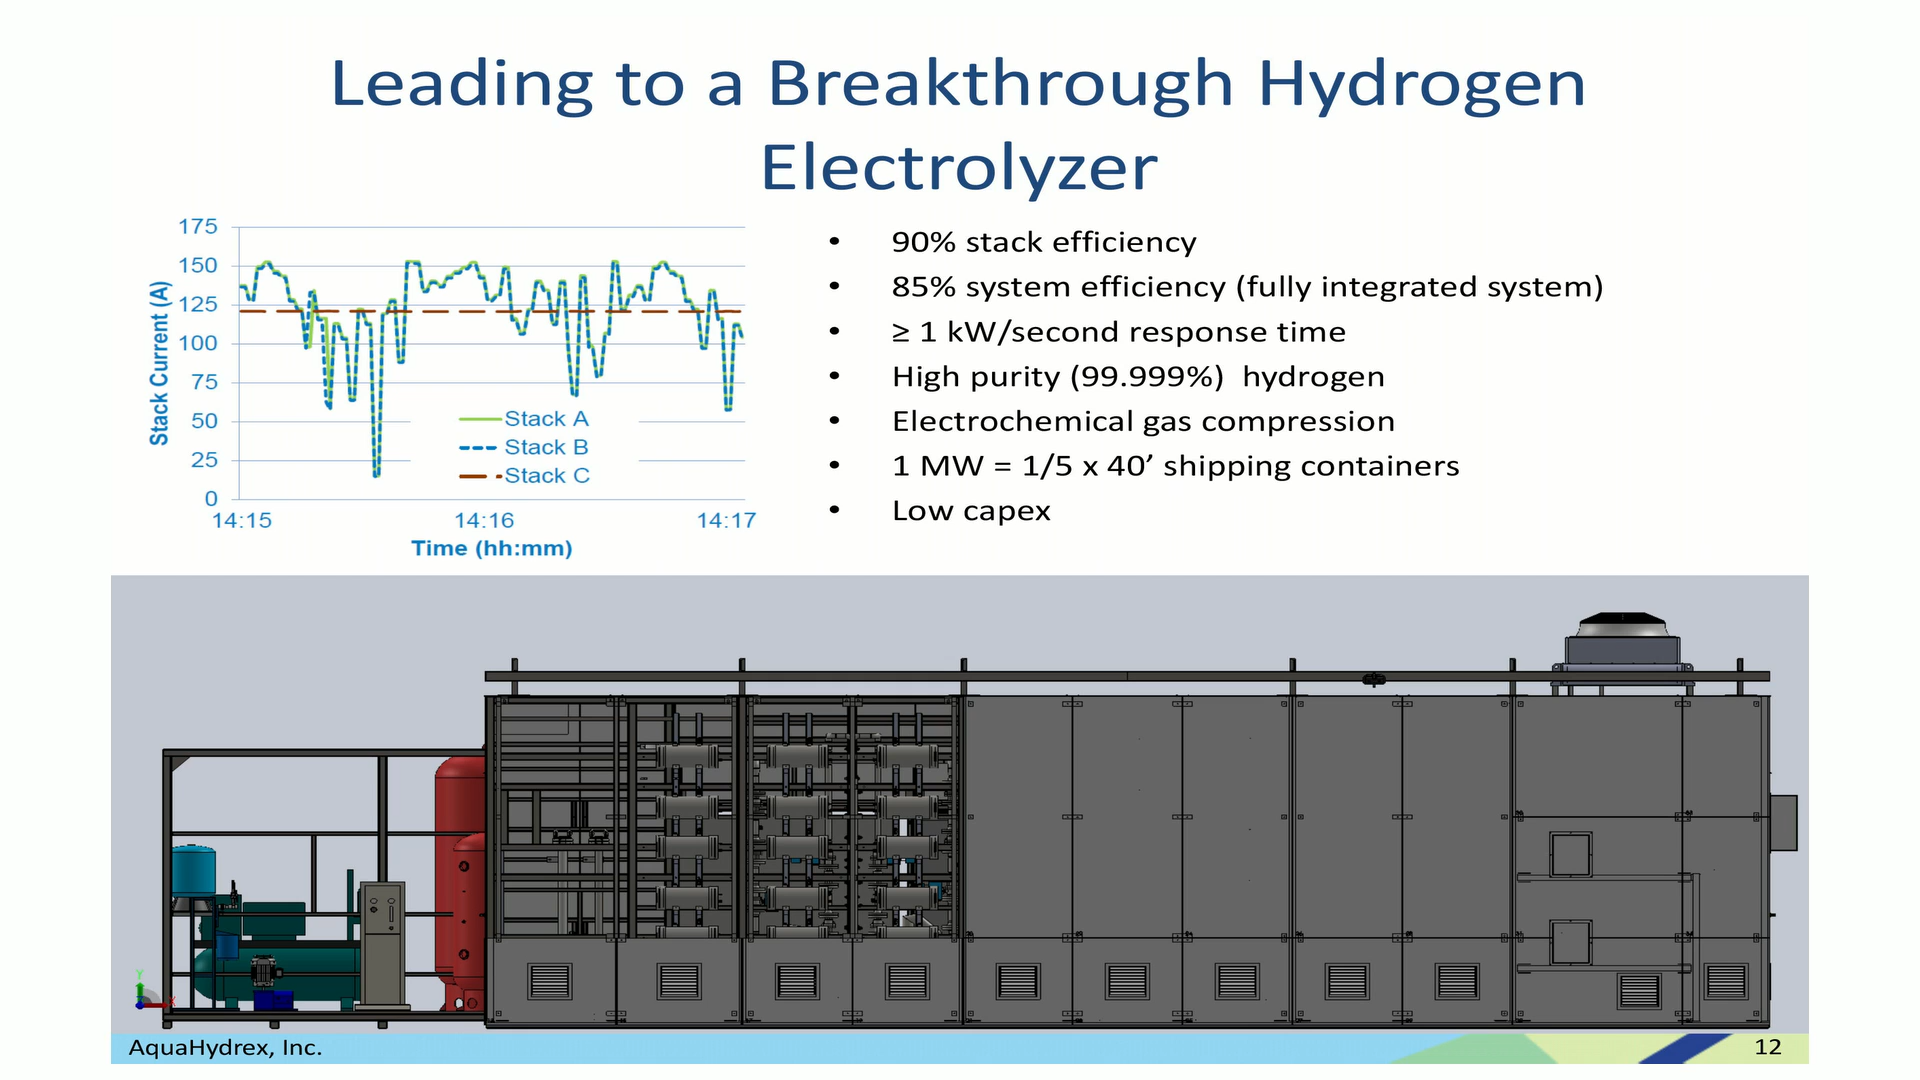 Leading to a Breakthrough Hydrogen
Electrolyzer
175
150
125
100
75
50
25
0
Stack Current (A)
Stack A
Stack B
Stack C
14:15
14:16
14:17
Time (hh:mm)
• 90% stack efficiency
• 85% system efficiency (fully integrated system)
• ≥ 1 kW/second response time
• High purity (99.999%)  hydrogen
• Electrochemical gas compression
• 1 MW = 1/5 x 40’ shipping containers
• Low capex
Y
X
AquaHydrex, Inc.
12